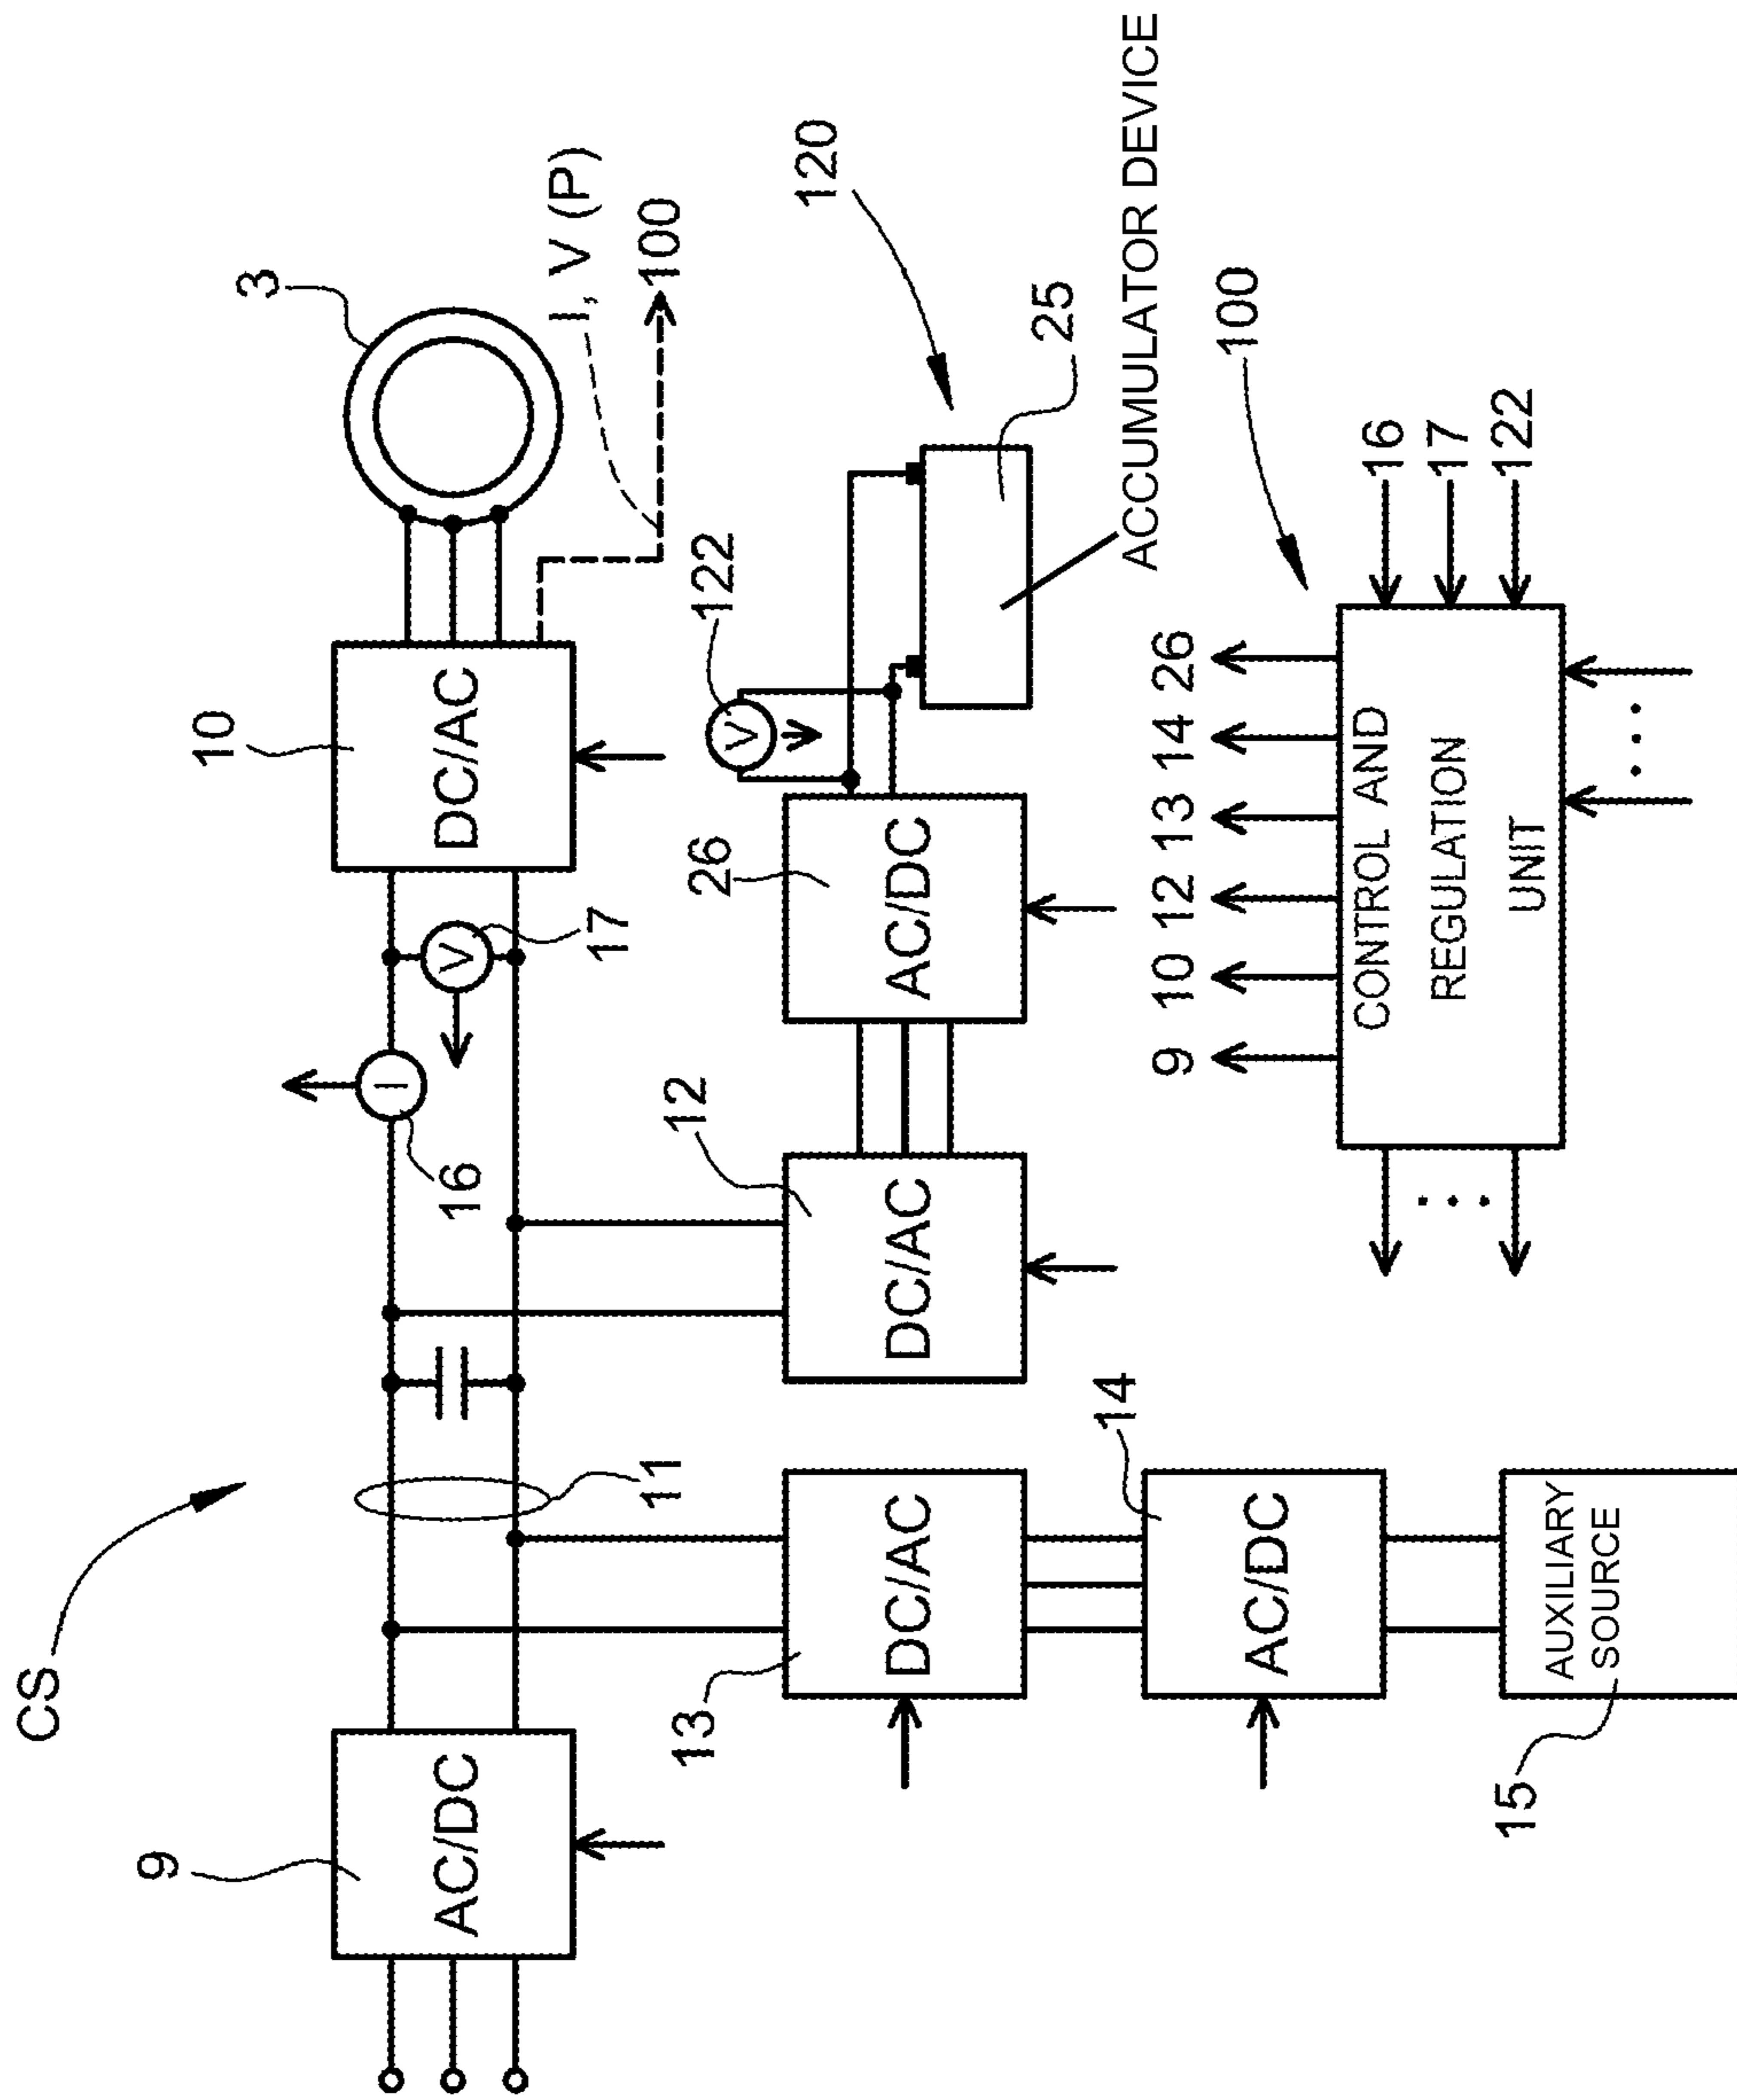 CS
3
10
9
DC/AC
AC/DC
I, V (P)
100
I
V
16
17
11
122
V
120
12
26
DC/AC
AC/DC
25
ACCUMULATOR DEVICE
13
DC/AC
14
AC/DC
15
AUXILIARY
SOURCE
100
9
10
12
13
14
26
CONTROL AND
REGULATION
UNIT
16
17
122